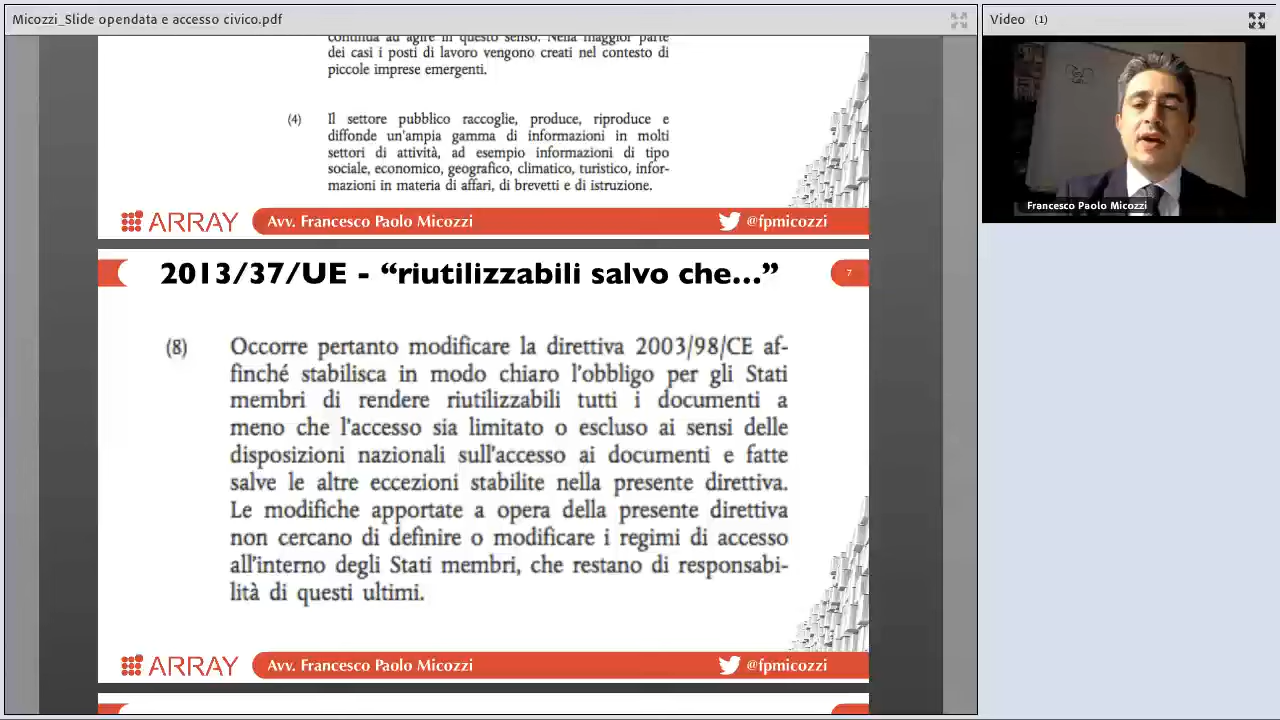 Micozzi_Slide opendata e accesso civico.pdf
Video (1)
continua ad agire in questo senso. Nella maggior parte
dei casi i posti di lavoro vengono creati nel contesto di
piccole imprese emergenti.
(4) Il settore pubblico raccoglie, produce, riproduce e
diffonde un'ampia gamma di informazioni in molti
settori di attività, ad esempio informazioni di tipo
sociale, economico, geografico, climatico, turistico, infor-
mazioni in materia di affari, di brevetti e di istruzione.
ARRAY Avv. Francesco Paolo Micozzi @fpmicozzi
Francesco Paolo Micozzi
2013/37/UE - “riutilizzabili salvo che...” 7
(8) Occorre pertanto modificare la direttiva 2003/98/CE af-
finché stabilisca in modo chiaro l'obbligo per gli Stati
membri di rendere riutilizzabili tutti i documenti a
meno che l'accesso sia limitato o escluso ai sensi delle
disposizioni nazionali sull'accesso ai documenti e fatte
salve le altre eccezioni stabilite nella presente direttiva.
Le modifiche apportate a opera della presente direttiva
non cercano di definire o modificare i regimi di accesso
all'interno degli Stati membri, che restano di responsabi-
lità di questi ultimi.
ARRAY Avv. Francesco Paolo Micozzi @fpmicozzi